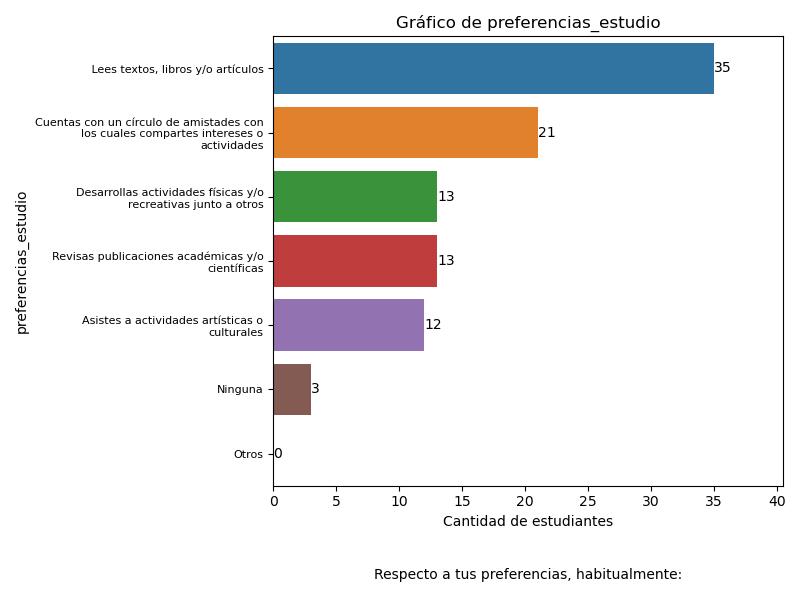 Gráfico de preferencias_estudio
preferencias_estudio
Lees textos, libros y/o artículos
35
Cuentas con un círculo de amistades con
los cuales compartes intereses o
actividades
21
Desarrollas actividades físicas y/o
recreativas junto a otros
13
Revisas publicaciones académicas y/o
científicas
13
Asistes a actividades artísticas o
culturales
12
Ninguna
3
Otros
0
0 5 10 15 20 25 30 35 40
Cantidad de estudiantes
Respecto a tus preferencias, habitualmente: